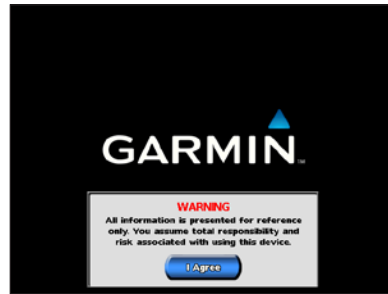 GARMIN™
WARNING
All information is presented for reference
only. You assume total responsibility and
risk associated with using this device.
I Agree